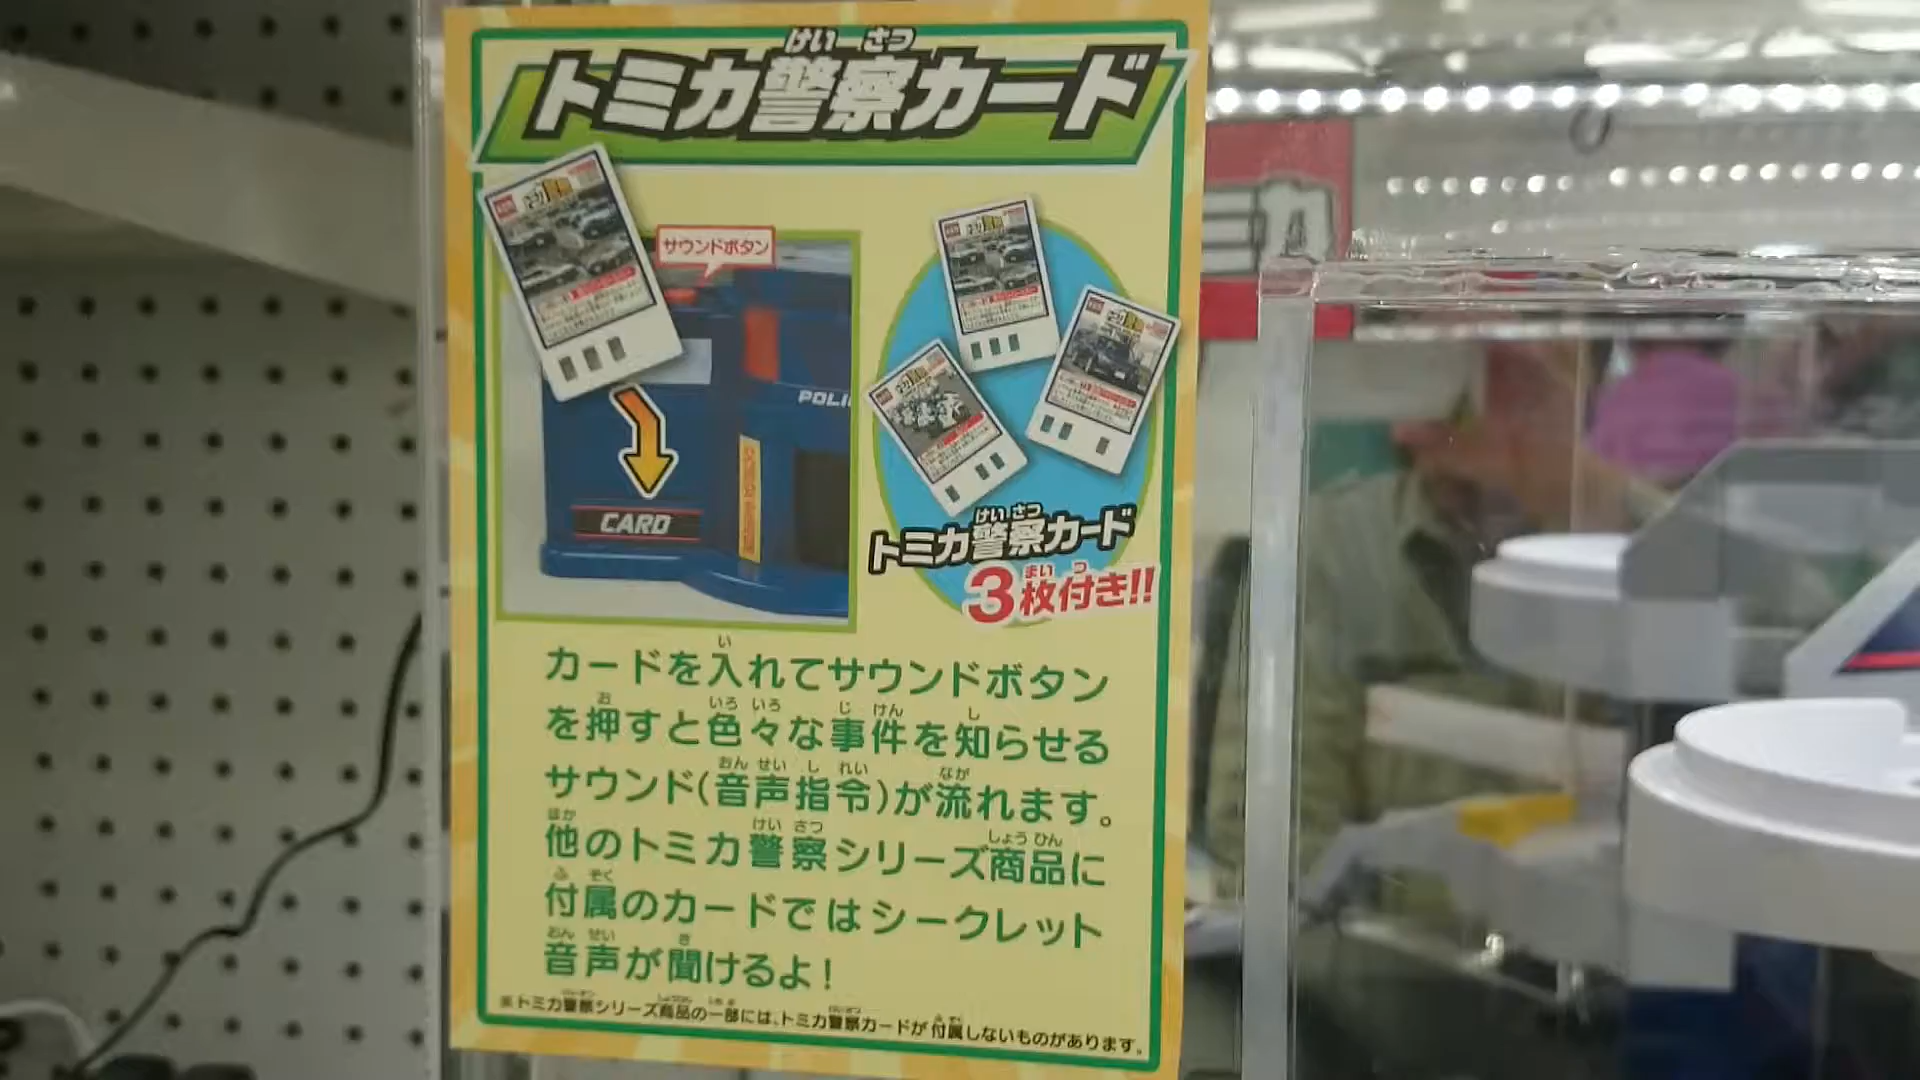 けいさつ
トミカ警察カード
サウンドボタン
POLI
CARD
けいさつ
トミカ警察カード
まいつ
3枚付き!!
い
カードを入れてサウンドボタン
お いろいろ じけん し
を押すと色々な事件を知らせる
おんせいしれい なが
サウンド(音声指令)が流れます。
ほか けいさつ しょうひん
他のトミカ警察シリーズ商品に
ふぞく
付属のカードではシークレット
おんせい き
音声が聞けるよ!
※トミカ警察シリーズ商品の一部には、トミカ警察カードが付属しないものがあります。